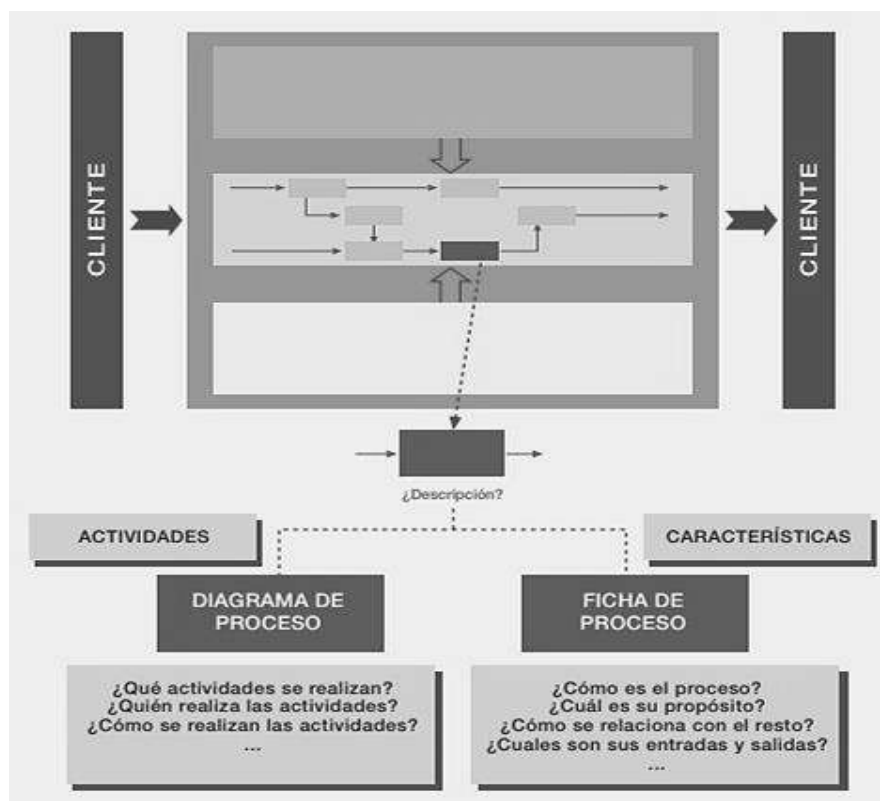 CLIENTE
CLIENTE
¿Descripción?
ACTIVIDADES
CARACTERÍSTÍCAS
DIAGRAMA DE
PROCESO
FICHA DE
PROCESO
¿Qué actividades se realizan?
¿Quién realiza las actividades?
¿Cómo se realizan las actividades?
...
¿Cómo es el proceso?
¿Cuál es su propósito?
¿Cómo se relaciona con el resto?
¿Cuales son sus entradas y salidas?
...